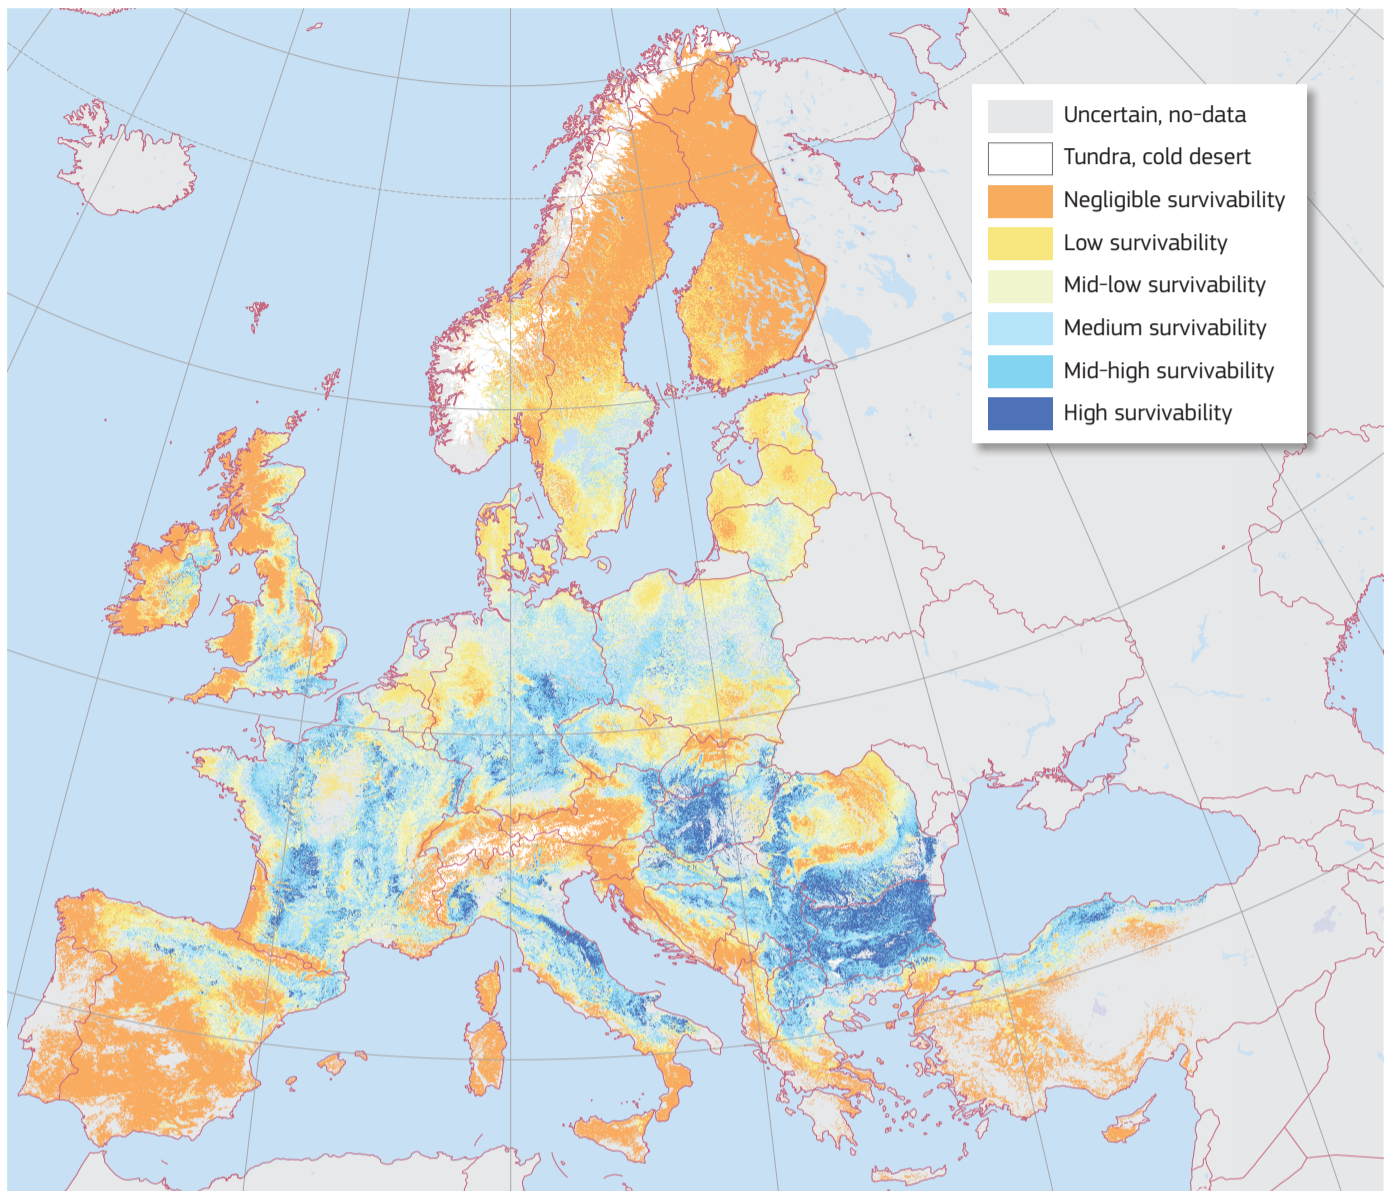 Uncertain, no-data
Tundra, cold desert
Negligible survivability
Low survivability
Mid-low survivability
Medium survivability
Mid-high survivability
High survivability